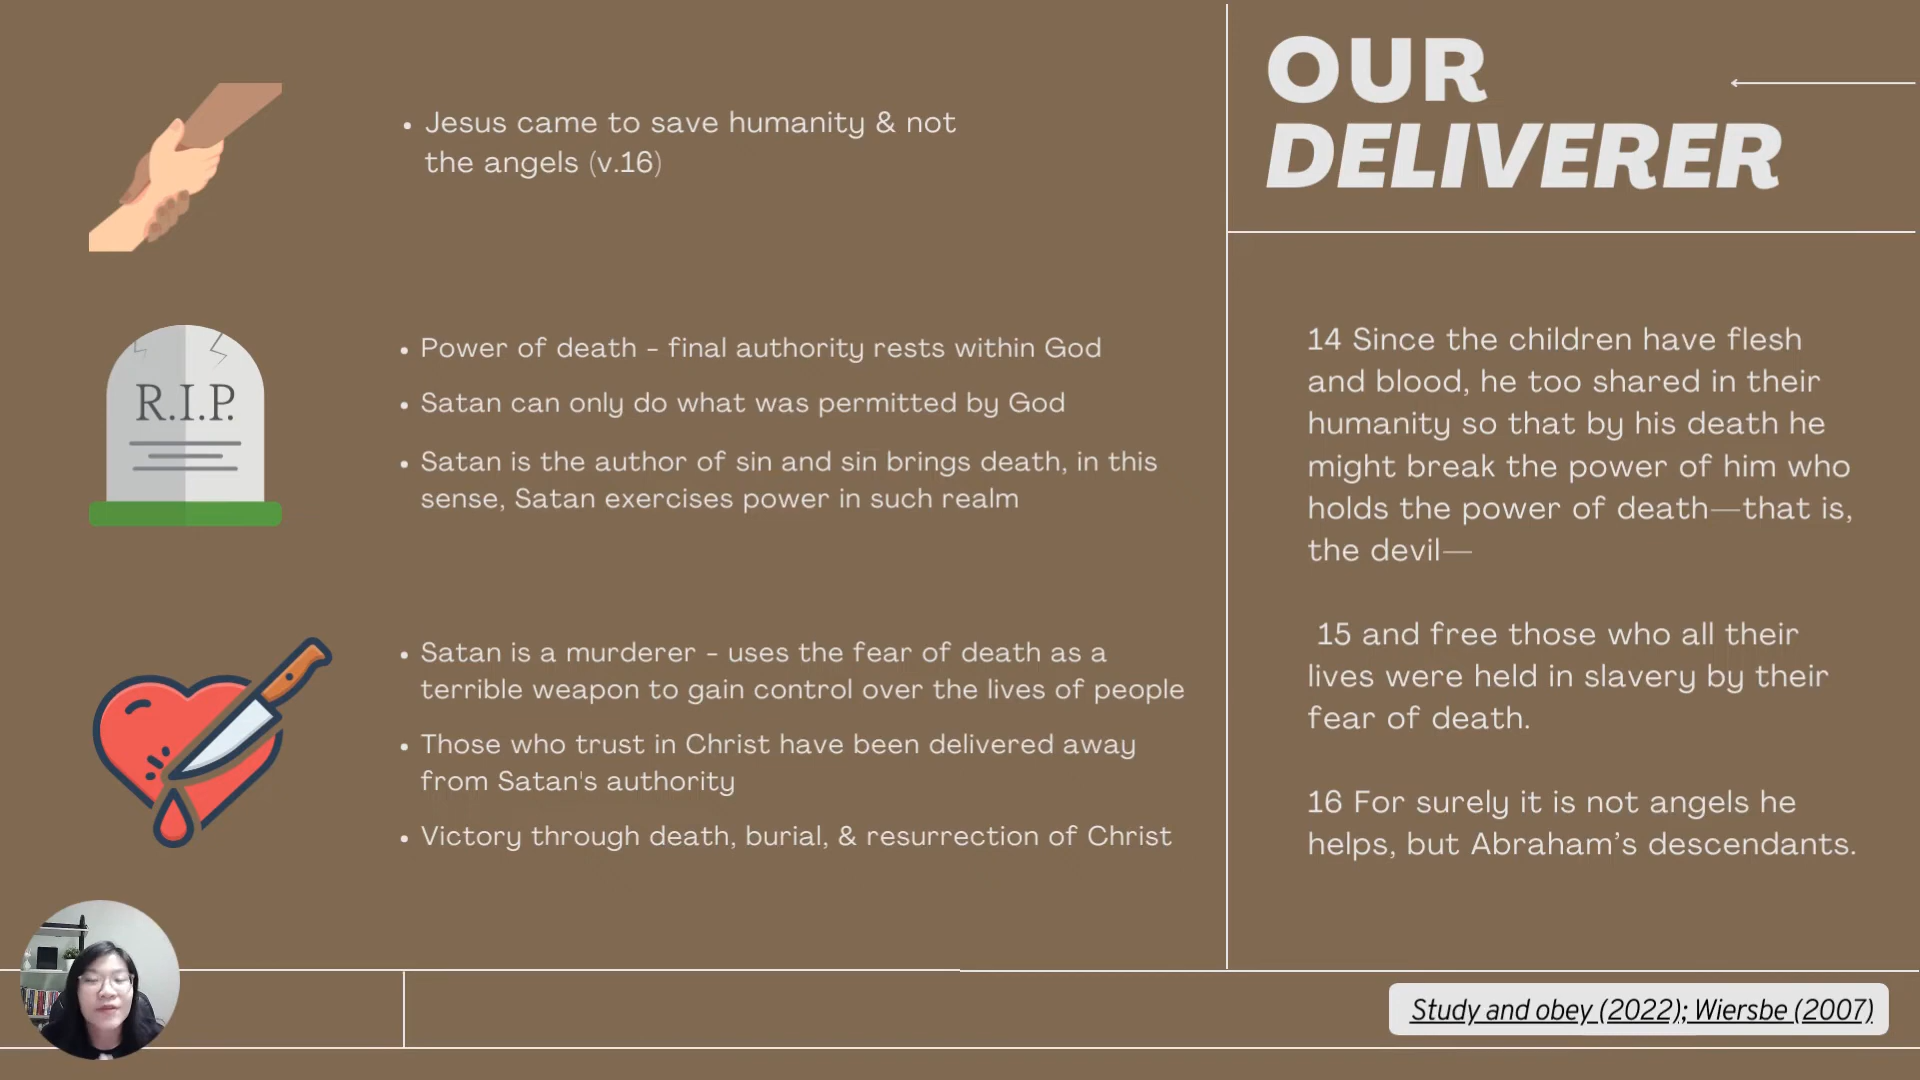 OUR
DELIVERER
• Jesus came to save humanity & not
the angels (v.16)
R.I.P.
• Power of death - final authority rests within God
• Satan can only do what was permitted by God
• Satan is the author of sin and sin brings death, in this
sense, Satan exercises power in such realm
• Satan is a murderer - uses the fear of death as a
terrible weapon to gain control over the lives of people
• Those who trust in Christ have been delivered away
from Satan's authority
• Victory through death, burial, & resurrection of Christ
14 Since the children have flesh
and blood, he too shared in their
humanity so that by his death he
might break the power of him who
holds the power of death—that is,
the devil—
15 and free those who all their
lives were held in slavery by their
fear of death.
16 For surely it is not angels he
helps, but Abraham’s descendants.
Study and obey (2022); Wiersbe (2007)